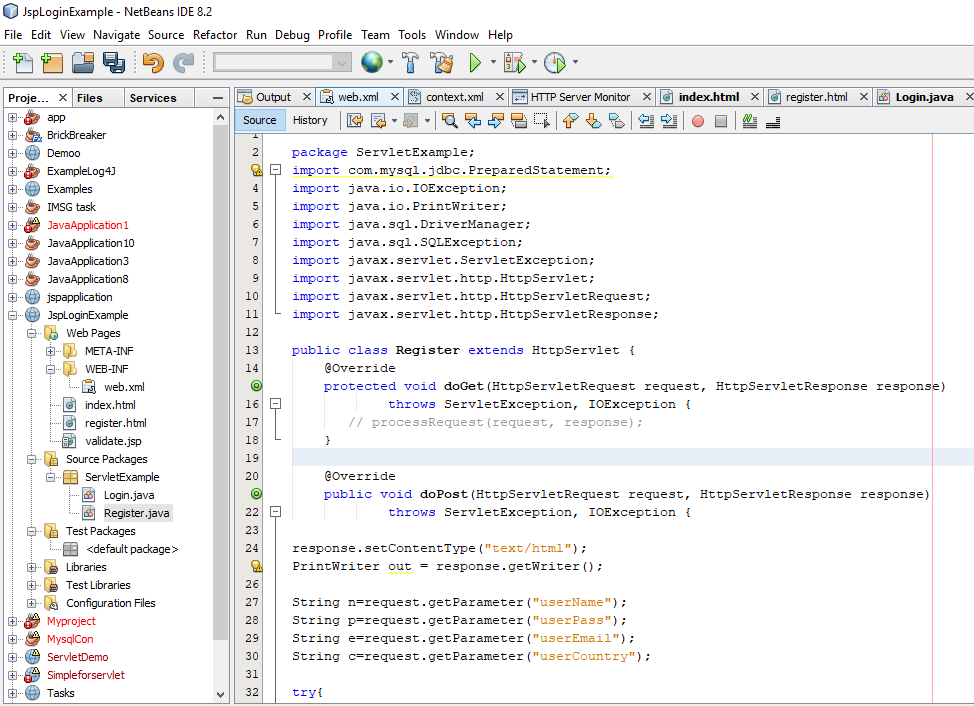 JspLoginExample - NetBeans IDE 8.2
File Edit View Navigate Source Refactor Run Debug Profile Team Tools Window Help
Proje... Files Services
app
BrickBreaker
Demoo
ExampleLog4J
Examples
IMSG task
JavaApplication1
JavaApplication10
JavaApplication3
JavaApplication8
jspapplication
JspLoginExample
Web Pages
META-INF
WEB-INF
web.xml
index.html
register.html
validate.jsp
Source Packages
ServletExample
Login.java
Register.java
Test Packages
<default package>
Libraries
Test Libraries
Configuration Files
Myproject
MysqlCon
ServletDemo
Simpleforservlet
Tasks
Output web.xml context.xml HTTP Server Monitor index.html register.html Login.java
Source History
1
2 package ServletExample;
import com.mysql.jdbc.PreparedStatement;
4 import java.io.IOException;
5 import java.io.PrintWriter;
6 import java.sql.DriverManager;
7 import java.sql.SQLException;
8 import javax.servlet.ServletException;
9 import javax.servlet.http.HttpServlet;
10 import javax.servlet.http.HttpServletRequest;
11 import javax.servlet.http.HttpServletResponse;
12
13 public class Register extends HttpServlet {
14 @Override
protected void doGet(HttpServletRequest request, HttpServletResponse response)
16 throws ServletException, IOException {
17 // processRequest(request, response);
18 }
19
20 @Override
public void doPost(HttpServletRequest request, HttpServletResponse response)
22 throws ServletException, IOException {
23
24 response.setContentType("text/html");
PrintWriter out = response.getWriter();
26
27 String n=request.getParameter("userName");
28 String p=request.getParameter("userPass");
29 String e=request.getParameter("userEmail");
30 String c=request.getParameter("userCountry");
31
32 try{